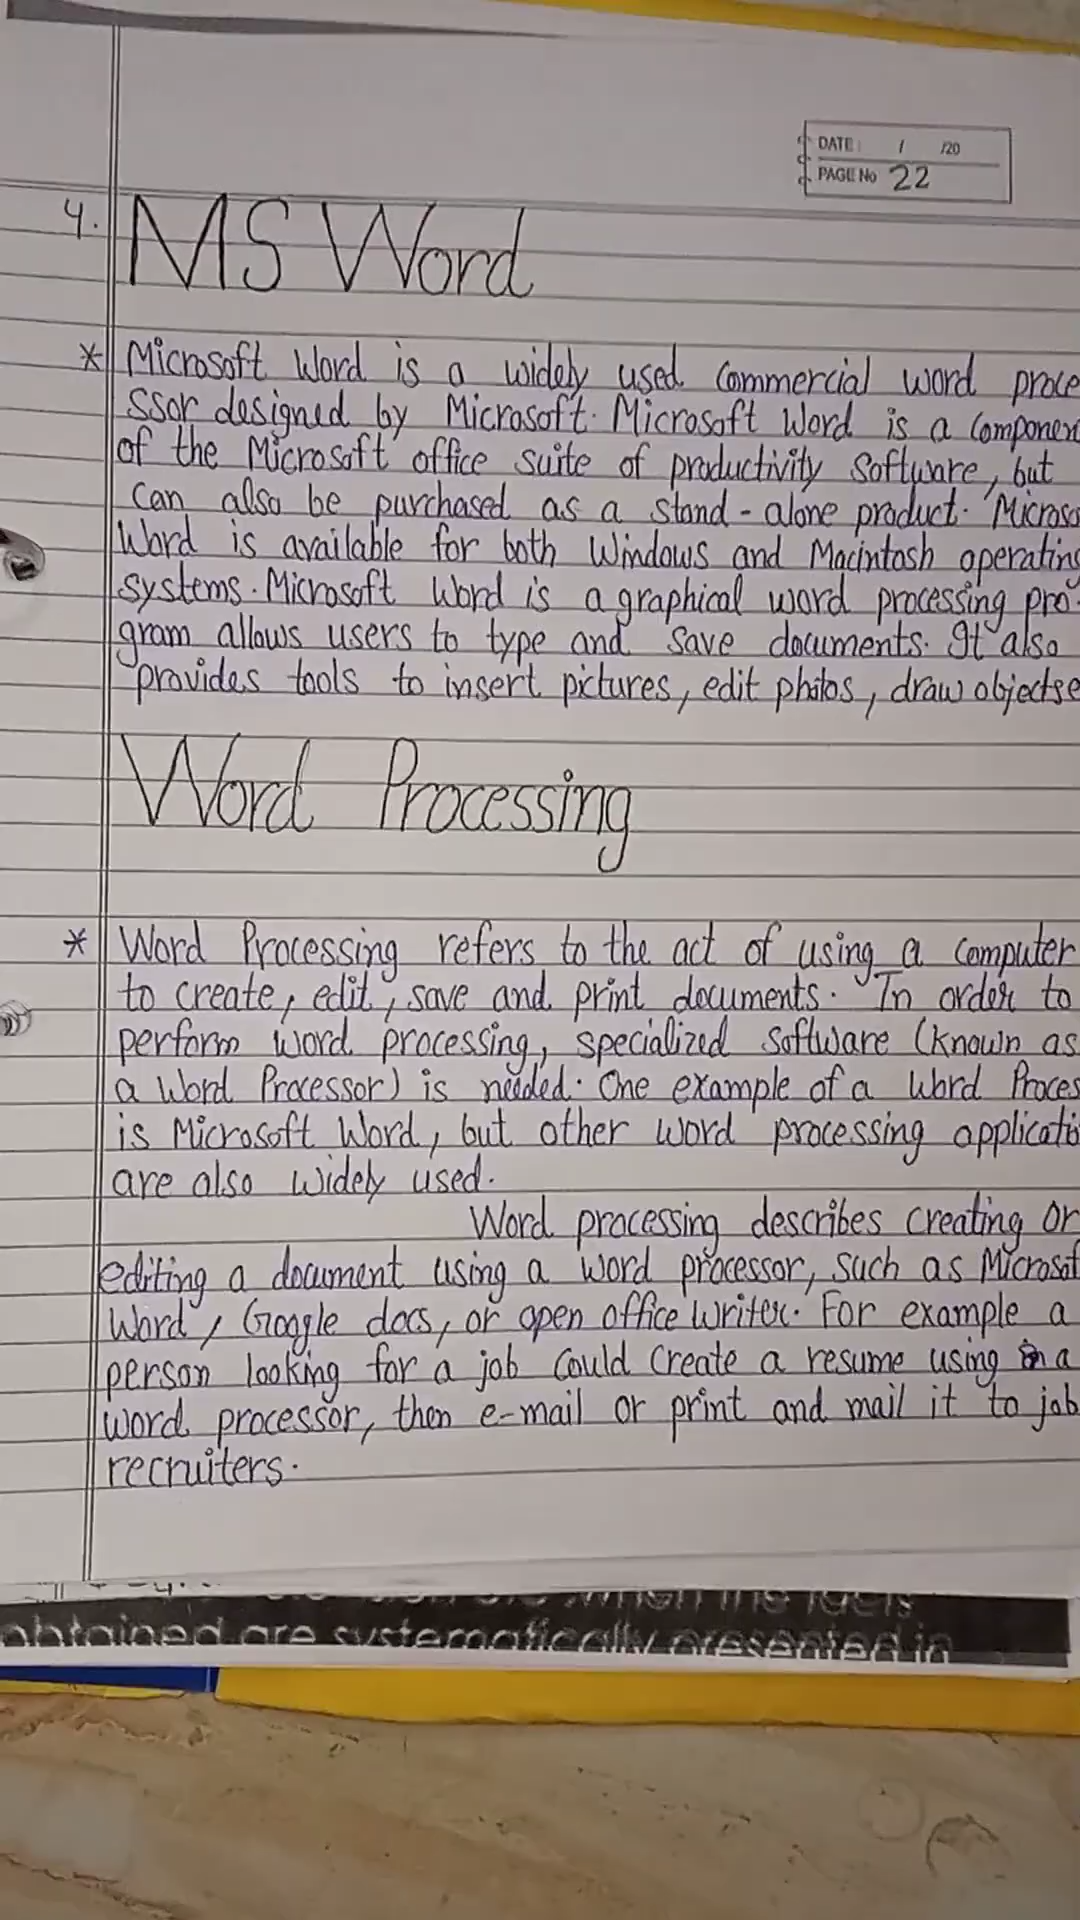 DATE: / /20
PAGE No 22
4. MS Word
* Microsoft Word is a widely used commercial word proce
ssor designed by Microsoft. Microsoft Word is a componen
of the Microsoft office suite of productivity software, but
can also be purchased as a stand-alone product. Microso
Word is available for both Windows and Macintosh operating
systems. Microsoft Word is a graphical word processing pro-
gram allows users to type and save documents. It also
provides tools to insert pictures, edit photos, draw objects e
Word Processing
* Word Processing refers to the act of using a computer
to create, edit, save and print documents. In order to
perform word processing, specialized software (known as
a Word Processor) is needed. One example of a Word Proces
is Microsoft Word, but other word processing applicatio
are also widely used.
Word processing describes creating or
editing a document using a word processor, such as Microsof
Word, Google docs, or open office writer. For example a
person looking for a job could create a resume using a
word processor, then e-mail or print and mail it to job
recruiters.
obtained are systematically presented in